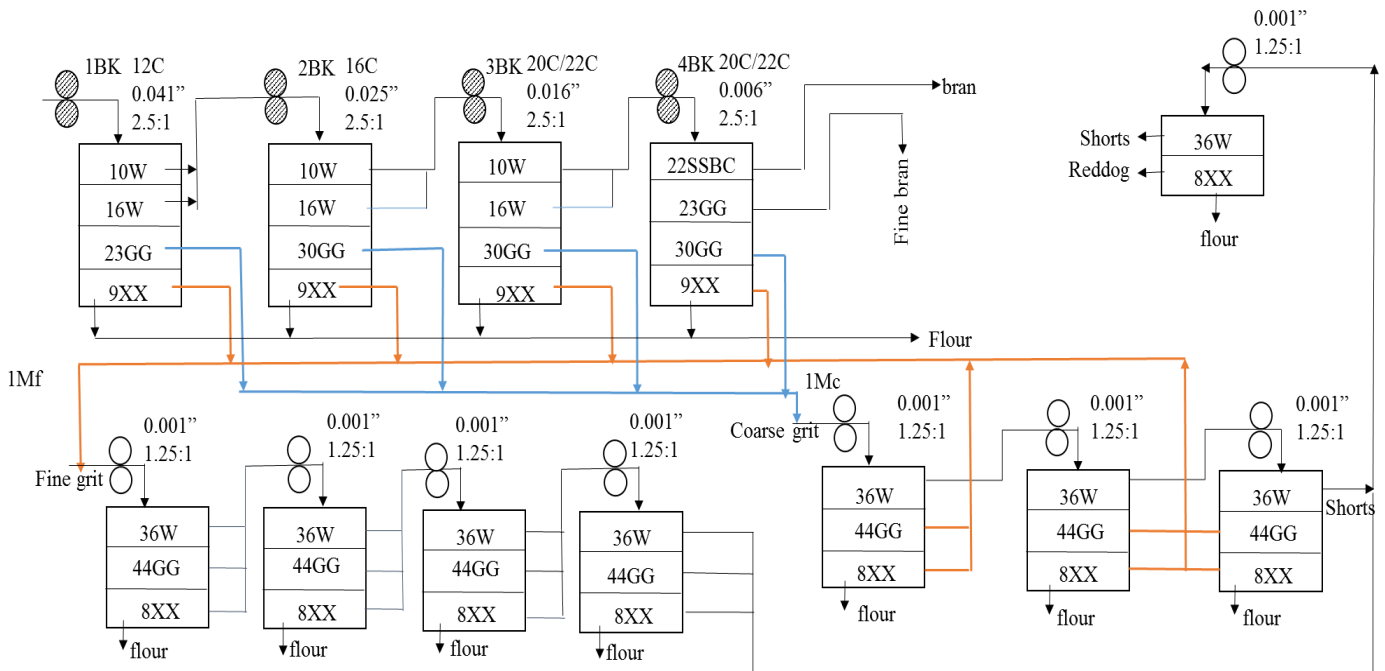 1BK 12C
0.041”
2.5:1
10W
16W
23GG
9XX
2BK 16C
0.025”
2.5:1
10W
16W
30GG
9XX
3BK 20C/22C
0.016”
2.5:1
10W
16W
30GG
9XX
4BK 20C/22C
0.006”
2.5:1
22SSBC
23GG
30GG
9XX
bran
Fine bran
Flour
0.001”
1.25:1
36W
8XX
Shorts
Reddog
flour
1Mf
Fine grit
0.001”
1.25:1
36W
44GG
8XX
flour
0.001”
1.25:1
36W
44GG
8XX
flour
0.001”
1.25:1
36W
44GG
8XX
flour
0.001”
1.25:1
36W
44GG
8XX
flour
1Mc
Coarse grit
0.001”
1.25:1
36W
44GG
8XX
flour
0.001”
1.25:1
36W
44GG
8XX
flour
0.001”
1.25:1
36W
44GG
8XX
flour
Shorts